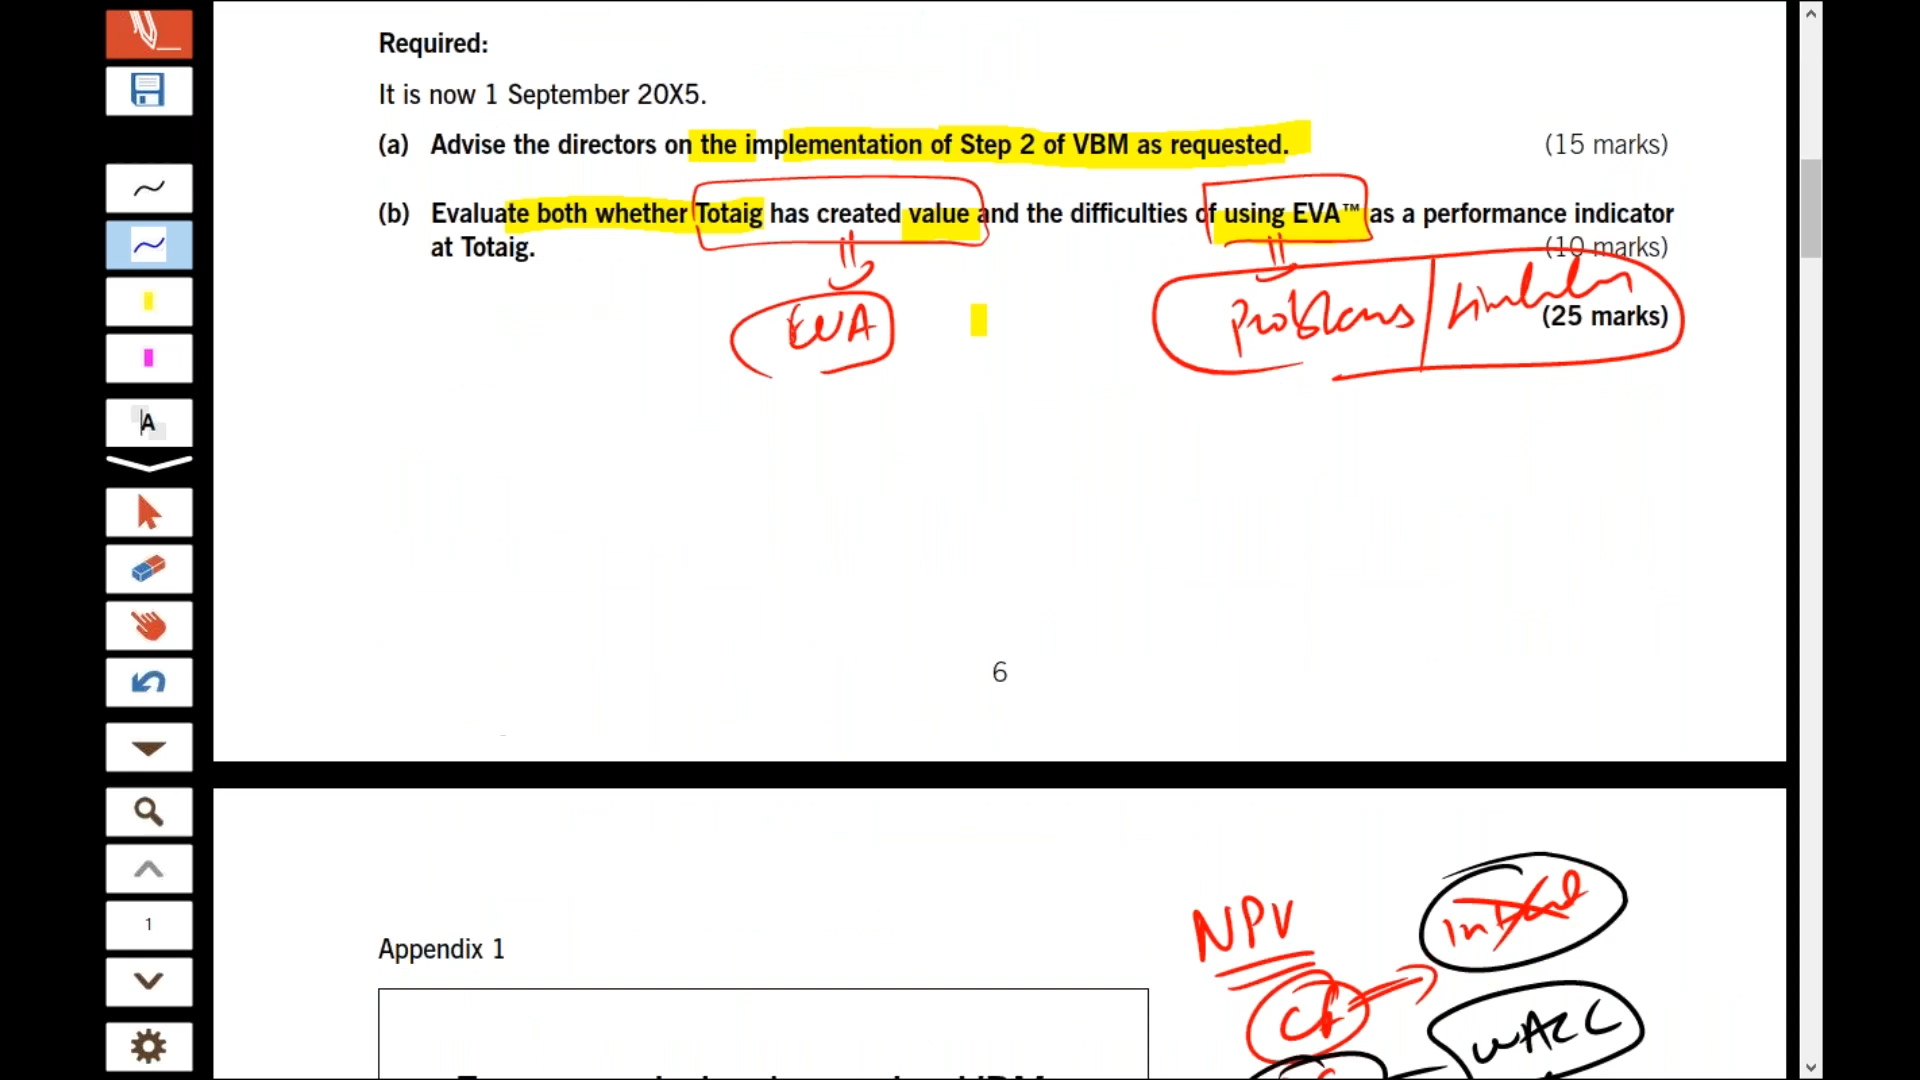 Required:
It is now 1 September 20X5.
(a) Advise the directors on the implementation of Step 2 of VBM as requested. (15 marks)
(b) Evaluate both whether Totaig has created value and the difficulties of using EVA™ as a performance indicator
at Totaig. (10 marks)
(25 marks)
EVA
Problems
6
Appendix 1
NPV
CF
WACC
A
1